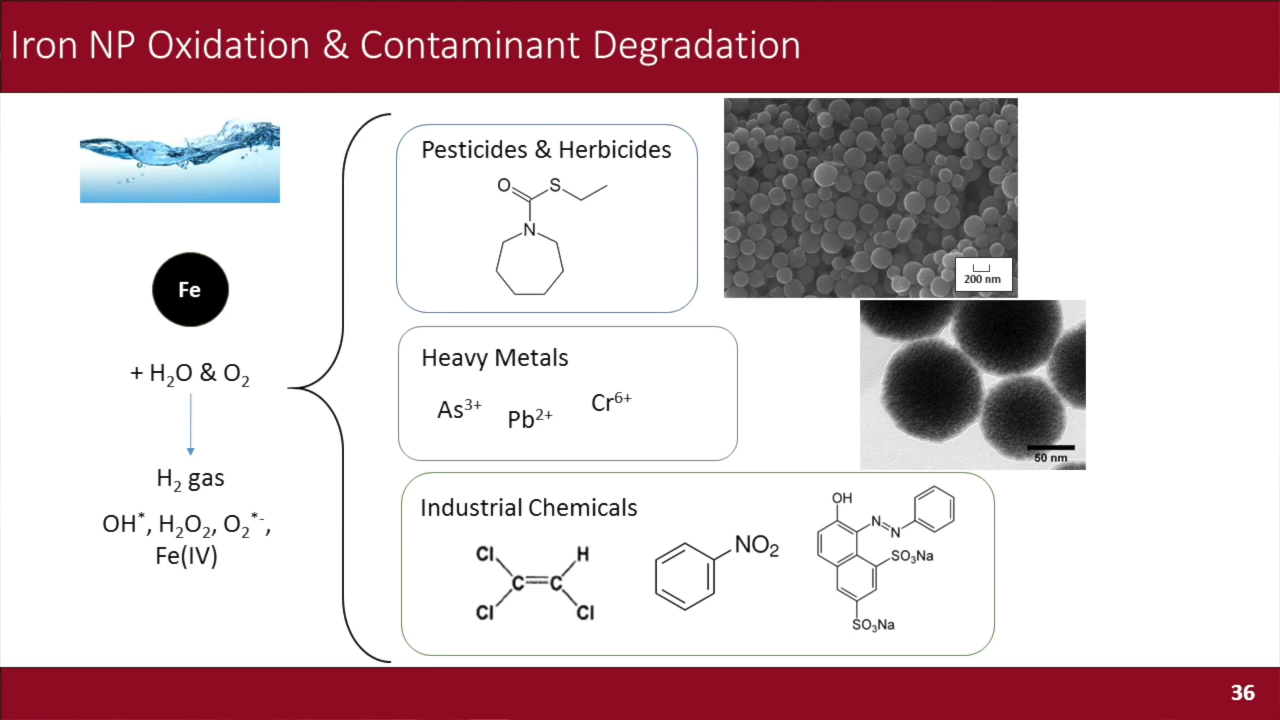 Iron NP Oxidation & Contaminant Degradation
Fe
+ H₂O & O₂
H₂ gas
OH*, H₂O₂, O₂*⁻,
Fe(IV)
Pesticides & Herbicides
O S
N
Heavy Metals
As³⁺ Pb²⁺ Cr⁶⁺
Industrial Chemicals
Cl H
C=C
Cl Cl
NO₂
OH
N
N
SO₃Na
SO₃Na
200 nm
50 nm
36